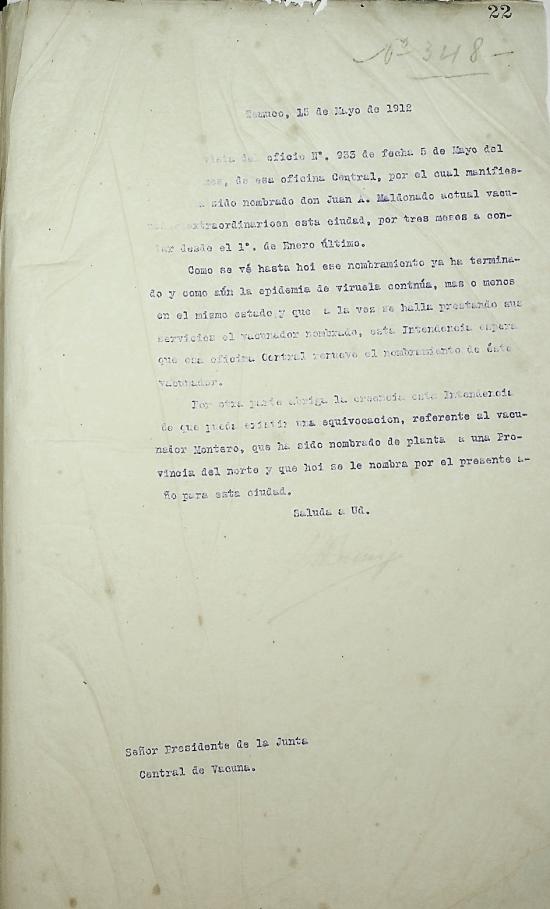 22
Nº 348-
Temuco, 15 de Mayo de 1912
vista del oficio Nº. 933 de fecha 5 de Mayo del
mes, de esa oficina Central, por el cual manifies-
a sido nombrado don Juan A. Maldonado actual vacu-
extraordinarioen esta ciudad, por tres meses a con-
tar desde el 1º. de Enero último.
Como se vé hasta hoi ese nombramiento ya ha termina-
do y como aún la epidemia de viruela contnúa, mas o menos
en el mismo estado y que a la vez se halla prestando sus
servicios el vacunador nombrado, esta Intendencia espera
que esa oficina Central renueve el nombramiento de éste
vacunador.
Por otra parte abriga la creencia esta Intendencia
de que pueda existir una equivocacion, referente al vacu-
nador Montero, que ha sido nombrado de planta a una Pro-
vincia del norte y que hoi se le nombra por el presente a-
ño para esta ciudad.
Saluda a Ud.
Señor Presidente de la Junta
Central de Vacuna.